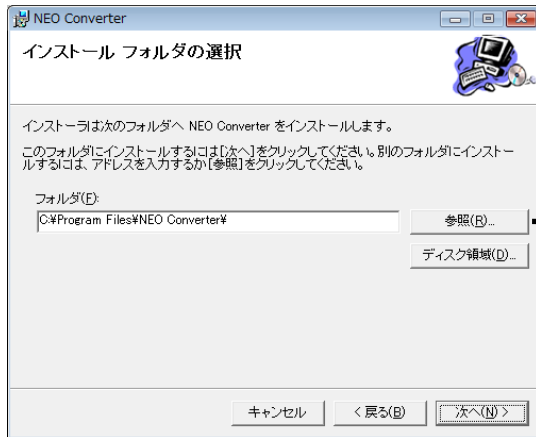 NEO Converter
インストール フォルダの選択
インストーラは次のフォルダへ NEO Converter をインストールします。
このフォルダにインストールするには[次へ]をクリックしてください。別のフォルダにインストー
ルするには、アドレスを入力するか[参照]をクリックしてください。
フォルダ(F):
C:¥Program Files¥NEO Converter¥
参照(R)...
ディスク領域(D)...
キャンセル
< 戻る(B)
次へ(N) >